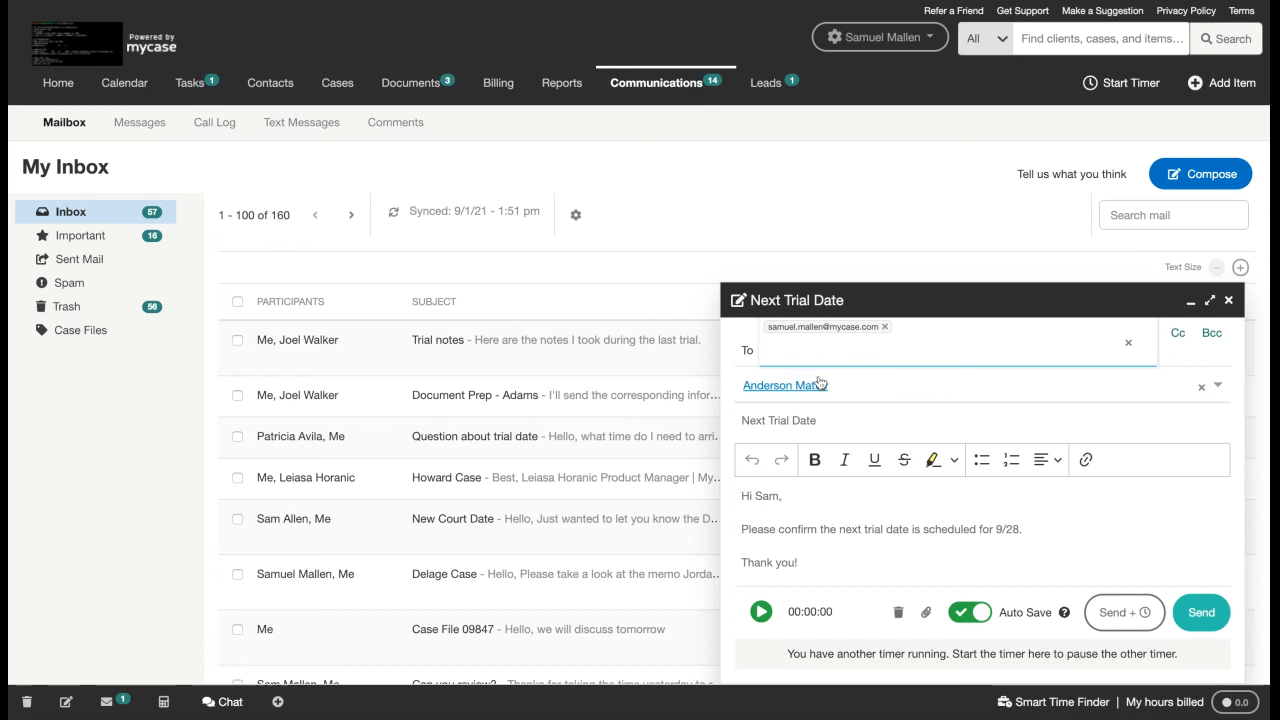 Refer a Friend Get Support Make a Suggestion Privacy Policy Terms
Powered by
mycase
Samuel Mallen
All Find clients, cases, and items... Search
Home Calendar Tasks 1 Contacts Cases Documents 3 Billing Reports Communications 14 Leads 1 Start Timer Add Item
Mailbox Messages Call Log Text Messages Comments
My Inbox
Tell us what you think Compose
Inbox 57
Important 16
Sent Mail
Spam
Trash 56
Case Files
1 - 100 of 160 Synced: 9/1/21 - 1:51 pm Search mail
Text Size
PARTICIPANTS SUBJECT
Me, Joel Walker Trial notes - Here are the notes I took during the last trial.
Me, Joel Walker Document Prep - Adams - I'll send the corresponding infor...
Patricia Avila, Me Question about trial date - Hello, what time do I need to arri...
Me, Leiasa Horanic Howard Case - Best, Leiasa Horanic Product Manager | My...
Sam Allen, Me New Court Date - Hello, Just wanted to let you know the D...
Samuel Mallen, Me Delage Case - Hello, Please take a look at the memo Jorda...
Me Case File 09847 - Hello, we will discuss tomorrow
Next Trial Date
samuel.mallen@mycase.com
To
Cc Bcc
Anderson
Next Trial Date
B I U S
Hi Sam,
Please confirm the next trial date is scheduled for 9/28.
Thank you!
00:00:00 Auto Save Send + Send
You have another timer running. Start the timer here to pause the other timer.
1 Chat Smart Time Finder | My hours billed 0.0